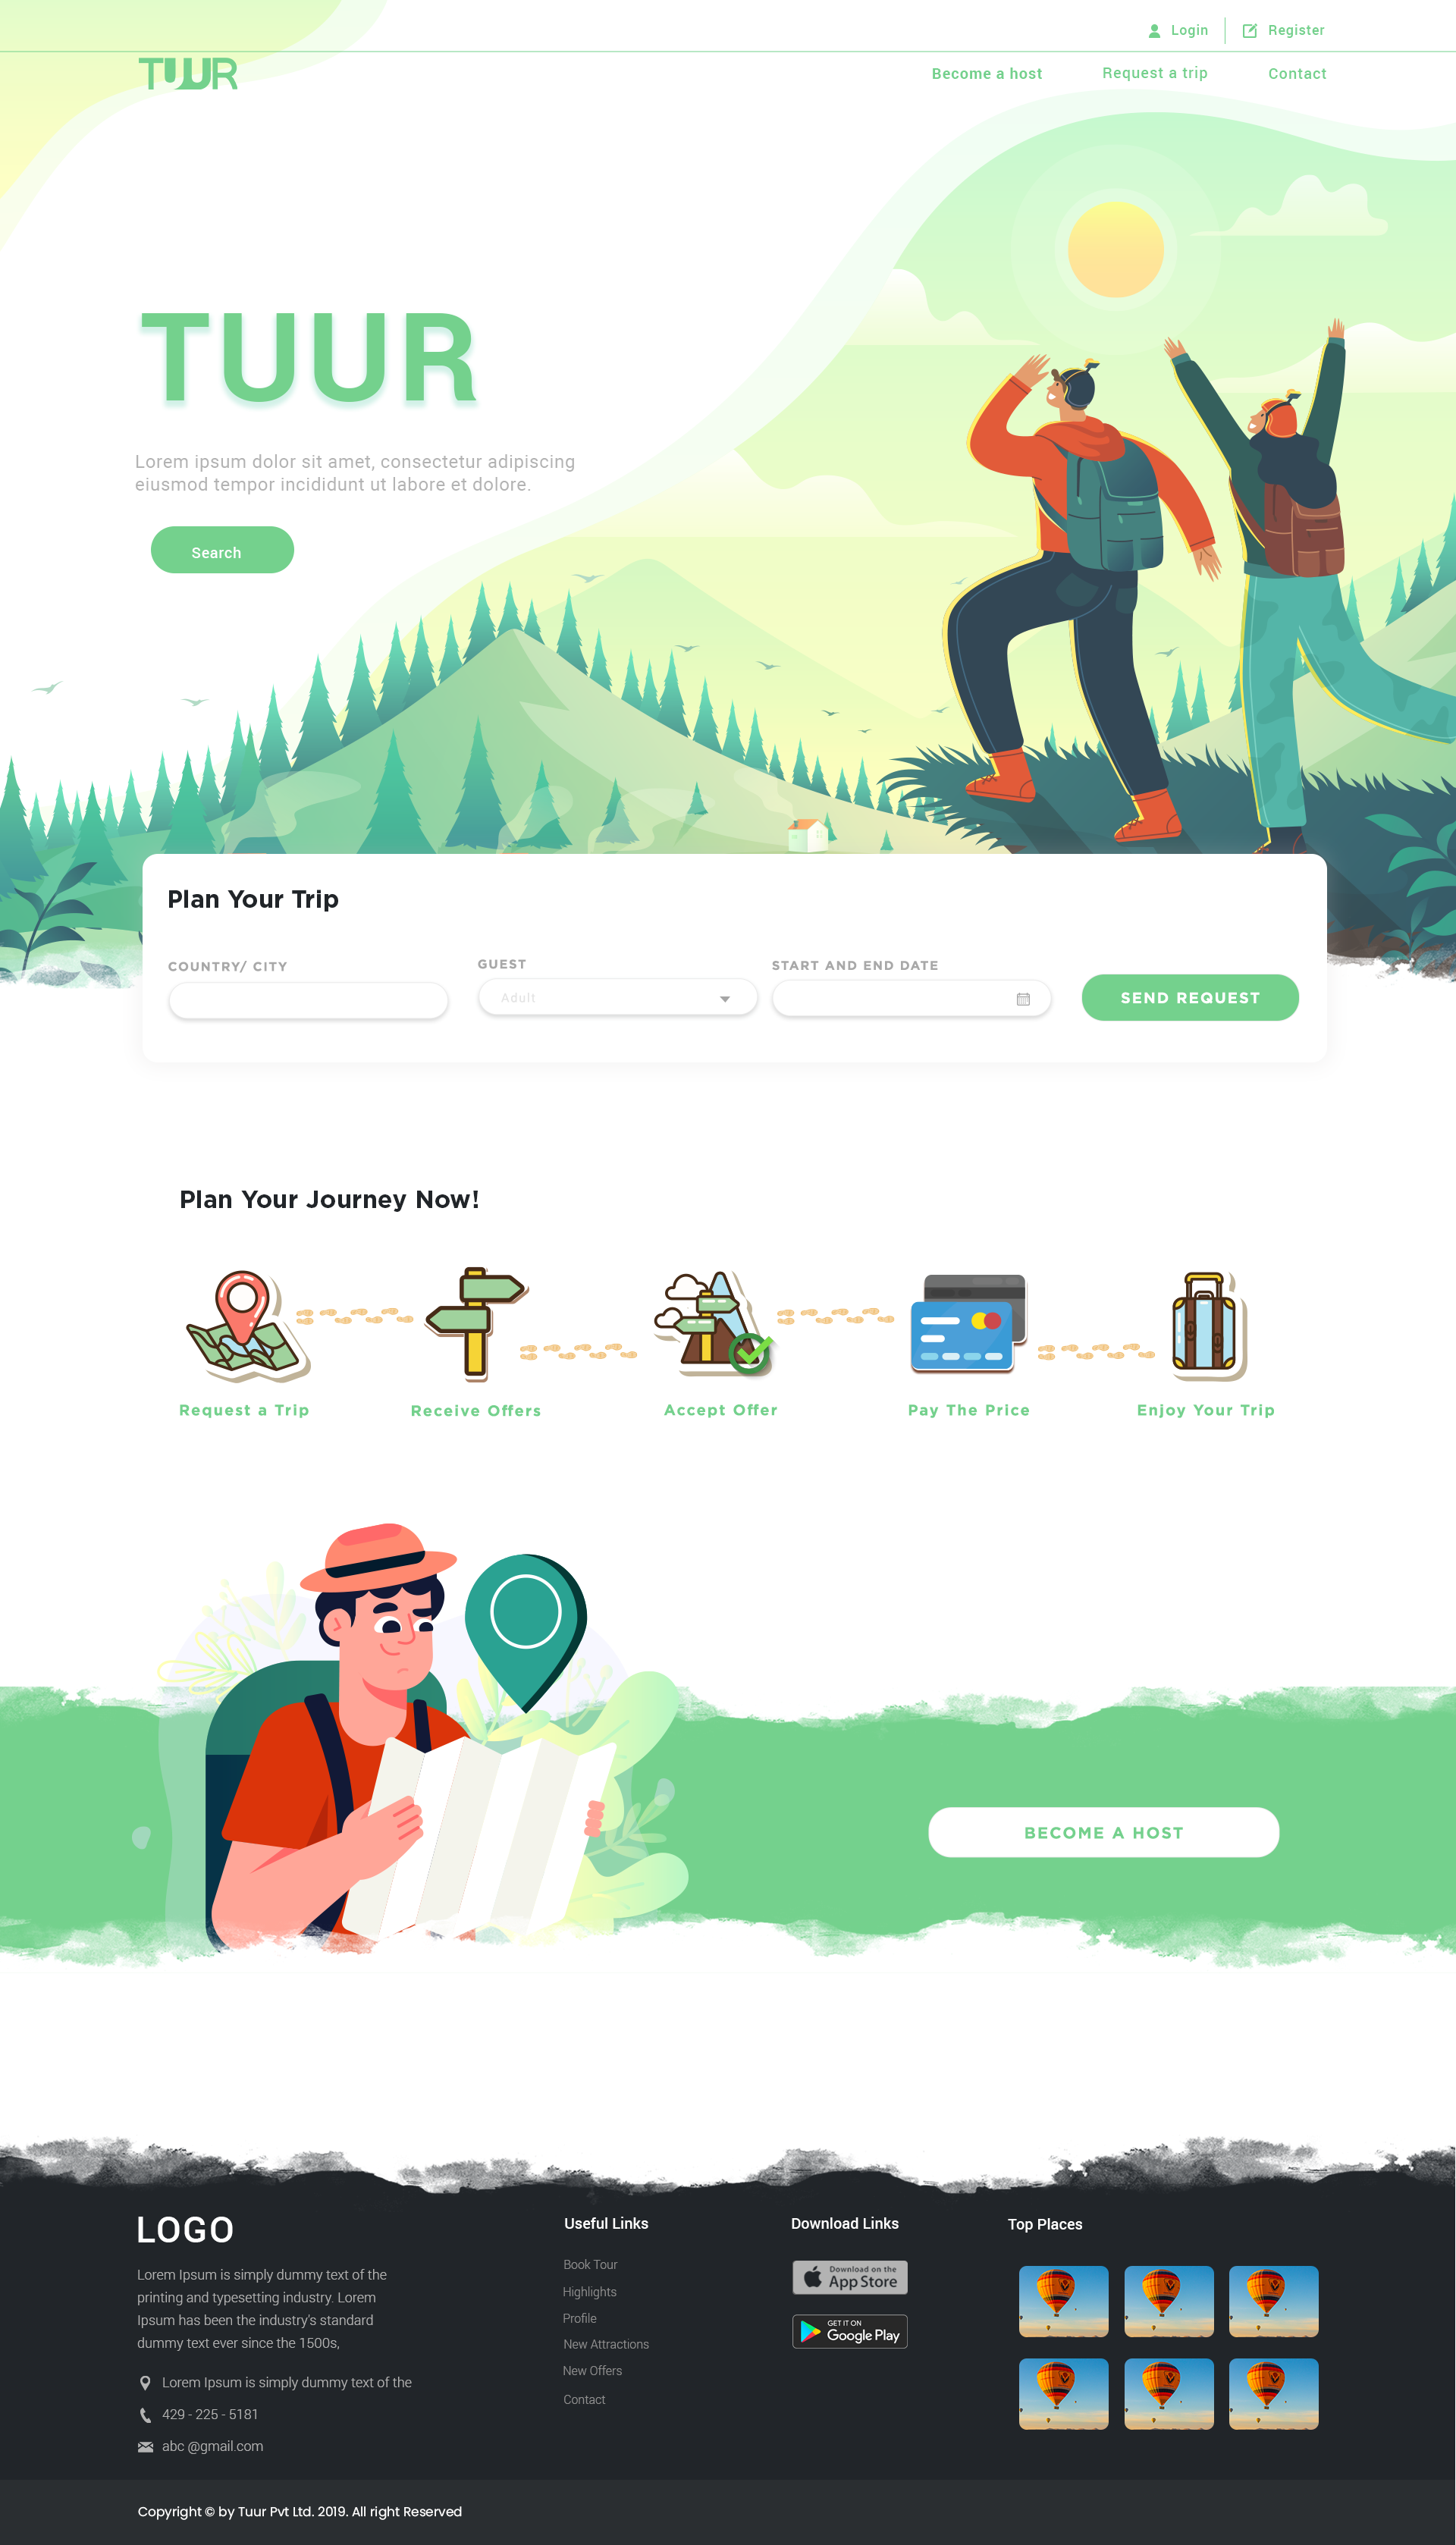 Login
Register
TUUR
Become a host
Request a trip
Contact
TUUR
Lorem ipsum dolor sit amet, consectetur adipiscing
eiusmod tempor incididunt ut labore et dolore.
Search
Plan Your Trip
COUNTRY/ CITY
GUEST
START AND END DATE
Adult
SEND REQUEST
Plan Your Journey Now!
Request a Trip
Receive Offers
Accept Offer
Pay The Price
Enjoy Your Trip
BECOME A HOST
LOGO
Lorem Ipsum is simply dummy text of the
printing and typesetting industry. Lorem
Ipsum has been the industry's standard
dummy text ever since the 1500s,
Lorem Ipsum is simply dummy text of the
429 - 225 - 5181
abc @gmail.com
Useful Links
Book Tour
Highlights
Profile
New Attractions
New Offers
Contact
Download Links
Download on the
App Store
GET IT ON
Google Play
Top Places
Copyright © by Tuur Pvt Ltd. 2019. All right Reserved